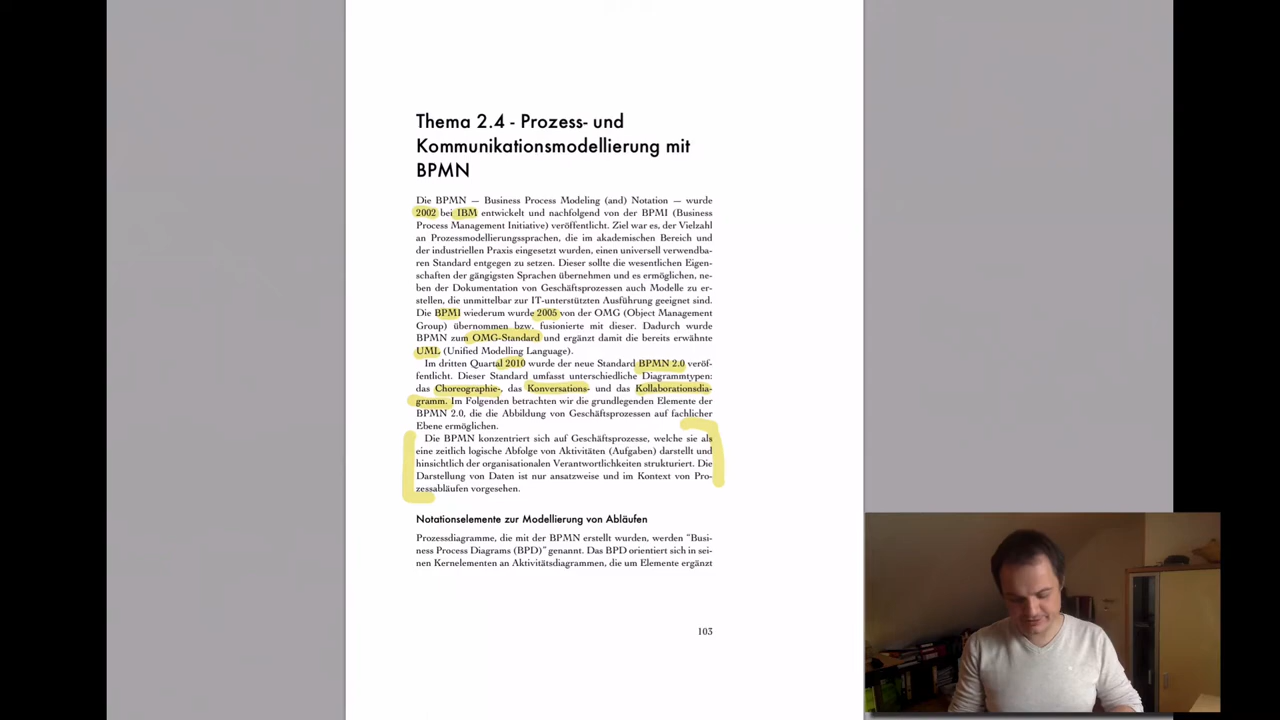 Thema 2.4 - Prozess- und
Kommunikationsmodellierung mit
BPMN
Die BPMN — Business Process Modeling (and) Notation — wurde
2002 bei IBM entwickelt und nachfolgend von der BPMI (Business
Process Management Initiative) veröffentlicht. Ziel war es, der Vielzahl
an Prozessmodellierungssprachen, die im akademischen Bereich und
der industriellen Praxis eingesetzt wurden, einen universell verwendba-
ren Standard entgegen zu setzen. Dieser sollte die wesentlichen Eigen-
schaften der gängigsten Sprachen übernehmen und es ermöglichen, ne-
ben der Dokumentation von Geschäftsprozessen auch Modelle zu er-
stellen, die unmittelbar zur IT-unterstützten Ausführung geeignet sind.
Die BPMI wiederum wurde 2005 von der OMG (Object Management
Group) übernommen bzw. fusionierte mit dieser. Dadurch wurde
BPMN zum OMG-Standard und ergänzt damit die bereits erwähnte
UML (Unified Modelling Language).
Im dritten Quartal 2010 wurde der neue Standard BPMN 2.0 veröf-
fentlicht. Dieser Standard umfasst unterschiedliche Diagrammtypen:
das Choreographie-, das Konversations- und das Kollaborationsdia-
gramm. Im Folgenden betrachten wir die grundlegenden Elemente der
BPMN 2.0, die die Abbildung von Geschäftsprozessen auf fachlicher
Ebene ermöglichen.
Die BPMN konzentriert sich auf Geschäftsprozesse, welche sie als
eine zeitlich logische Abfolge von Aktivitäten (Aufgaben) darstellt und
hinsichtlich der organisationalen Verantwortlichkeiten strukturiert. Die
Darstellung von Daten ist nur ansatzweise und im Kontext von Pro-
zessabläufen vorgesehen.
Notationselemente zur Modellierung von Abläufen
Prozessdiagramme, die mit der BPMN erstellt wurden, werden "Busi-
ness Process Diagrams (BPD)" genannt. Das BPD orientiert sich in sei-
nen Kernelementen an Aktivitätsdiagrammen, die um Elemente ergänzt
103